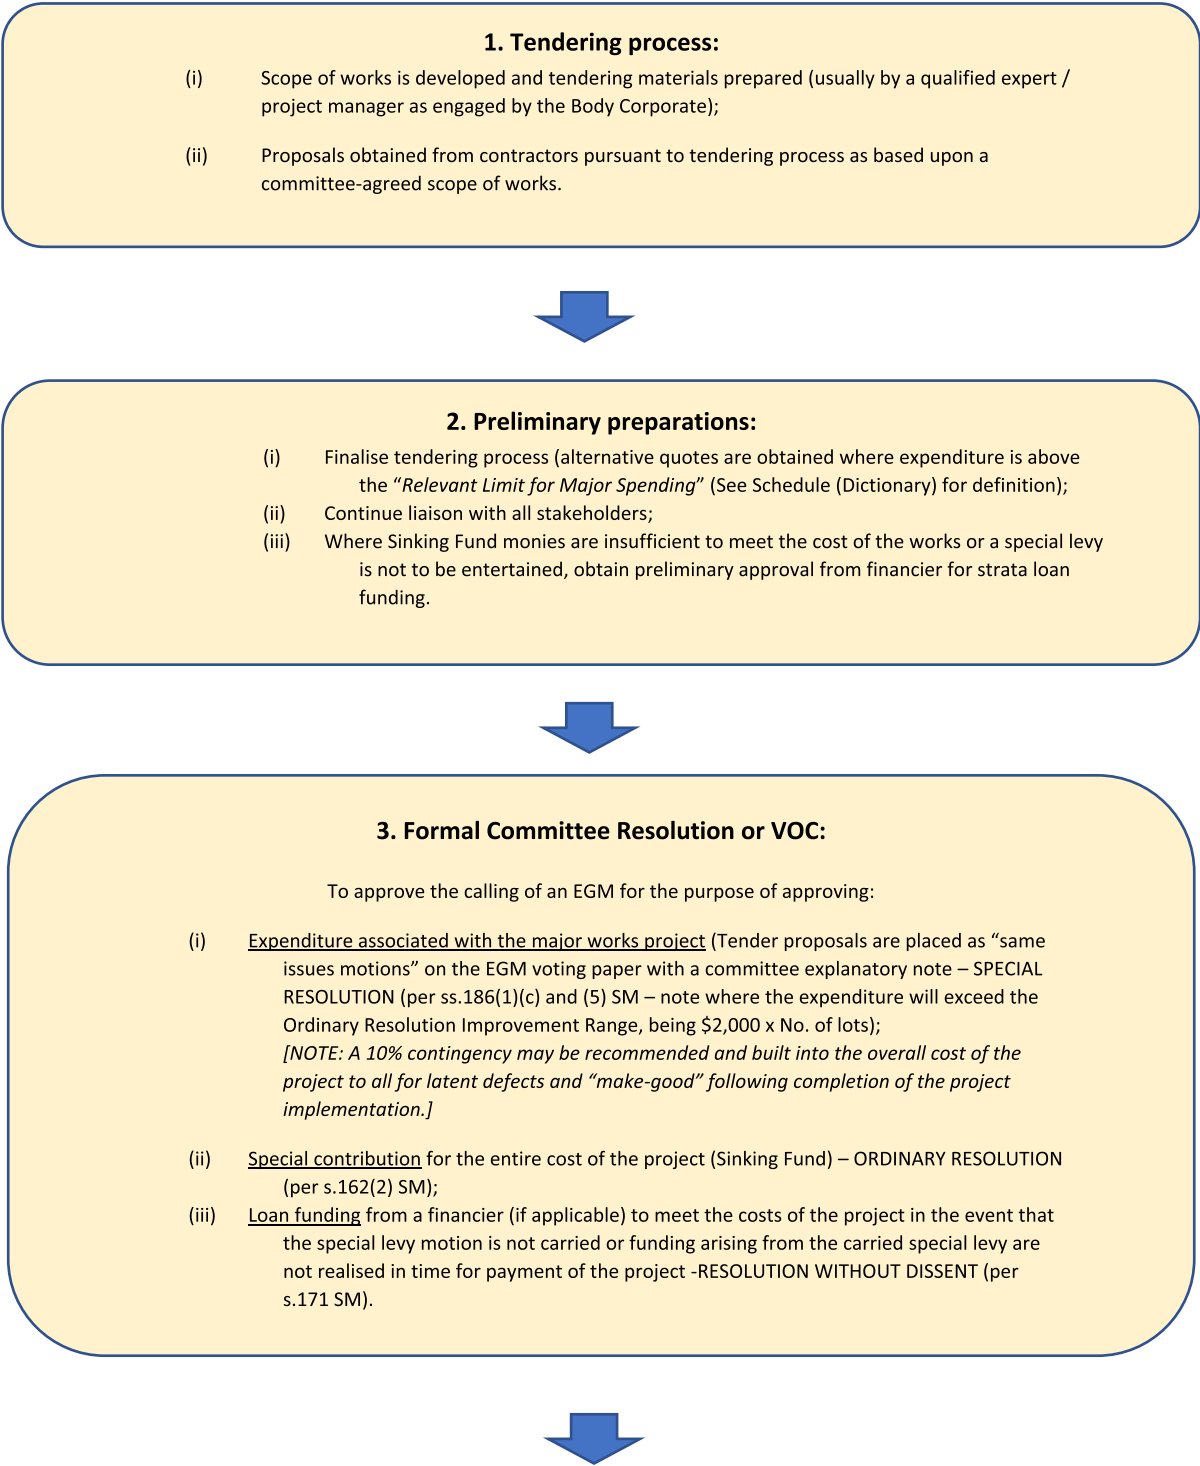 1. Tendering process:
(i) Scope of works is developed and tendering materials prepared (usually by a qualified expert /
project manager as engaged by the Body Corporate);
(ii) Proposals obtained from contractors pursuant to tendering process as based upon a
committee-agreed scope of works.
2. Preliminary preparations:
(i) Finalise tendering process (alternative quotes are obtained where expenditure is above
the “Relevant Limit for Major Spending” (See Schedule (Dictionary) for definition);
(ii) Continue liaison with all stakeholders;
(iii) Where Sinking Fund monies are insufficient to meet the cost of the works or a special levy
is not to be entertained, obtain preliminary approval from financier for strata loan
funding.
3. Formal Committee Resolution or VOC:
To approve the calling of an EGM for the purpose of approving:
(i) Expenditure associated with the major works project (Tender proposals are placed as “same
issues motions” on the EGM voting paper with a committee explanatory note – SPECIAL
RESOLUTION (per ss.186(1)(c) and (5) SM – note where the expenditure will exceed the
Ordinary Resolution Improvement Range, being $2,000 x No. of lots);
[NOTE: A 10% contingency may be recommended and built into the overall cost of the
project to all for latent defects and “make-good” following completion of the project
implementation.]
(ii) Special contribution for the entire cost of the project (Sinking Fund) – ORDINARY RESOLUTION
(per s.162(2) SM);
(iii) Loan funding from a financier (if applicable) to meet the costs of the project in the event that
the special levy motion is not carried or funding arising from the carried special levy are
not realised in time for payment of the project -RESOLUTION WITHOUT DISSENT (per
s.171 SM).